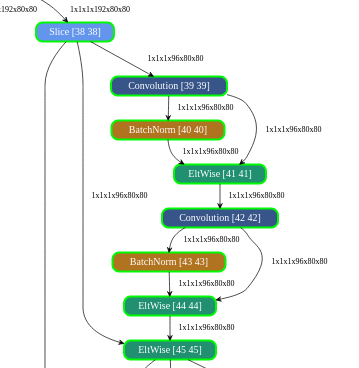 x192x80x80
1x1x1x192x80x80
Slice [38 38]
1x1x1x96x80x80
Convolution [39 39]
1x1x1x96x80x80
BatchNorm [40 40]
1x1x1x96x80x80
1x1x1x96x80x80
EltWise [41 41]
1x1x1x96x80x80
1x1x1x96x80x80
Convolution [42 42]
1x1x1x96x80x80
BatchNorm [43 43]
1x1x1x96x80x80
1x1x1x96x80x80
EltWise [44 44]
1x1x1x96x80x80
EltWise [45 45]